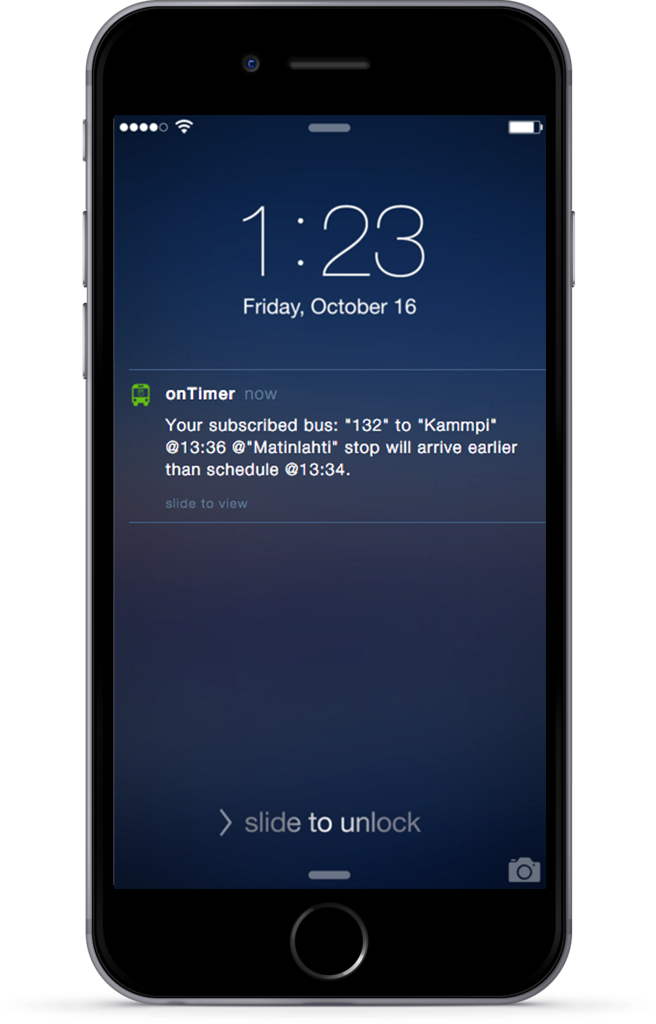 1:23
Friday, October 16
onTimer now
Your subscribed bus: "132" to "Kammpi"
@13:36 @"Matinlahti" stop will arrive earlier
than schedule @13:34.
slide to view
> slide to unlock